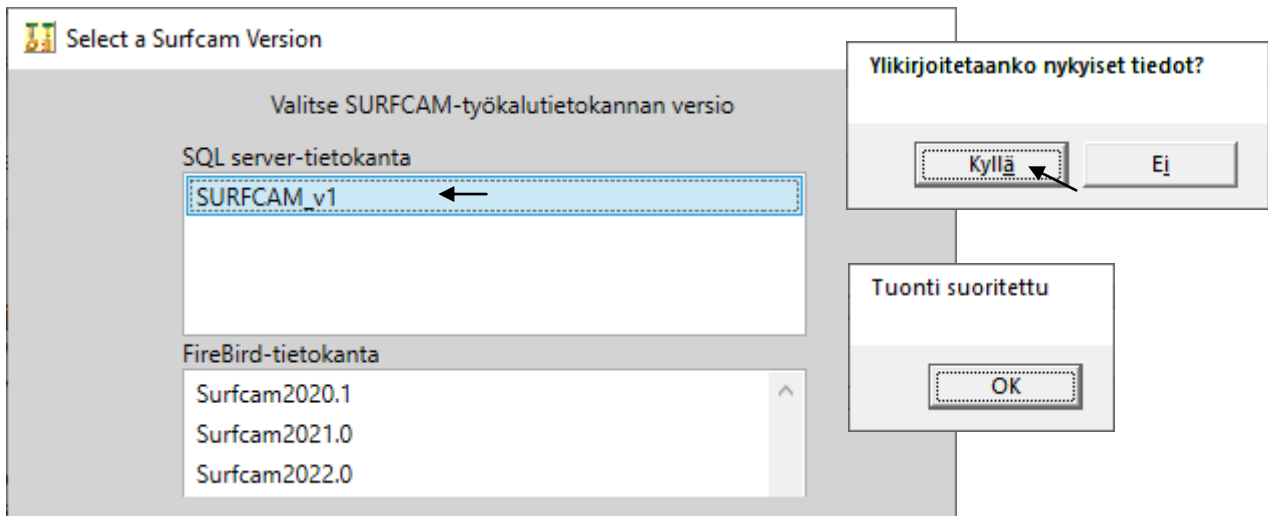 Select a Surfcam Version
Valitse SURFCAM-työkalutietokannan versio
SQL server-tietokanta
SURFCAM_v1
FireBird-tietokanta
Surfcam2020.1
Surfcam2021.0
Surfcam2022.0
Ylikirjoitetaanko nykyiset tiedot?
Kyllä
Ei
Tuonti suoritettu
OK